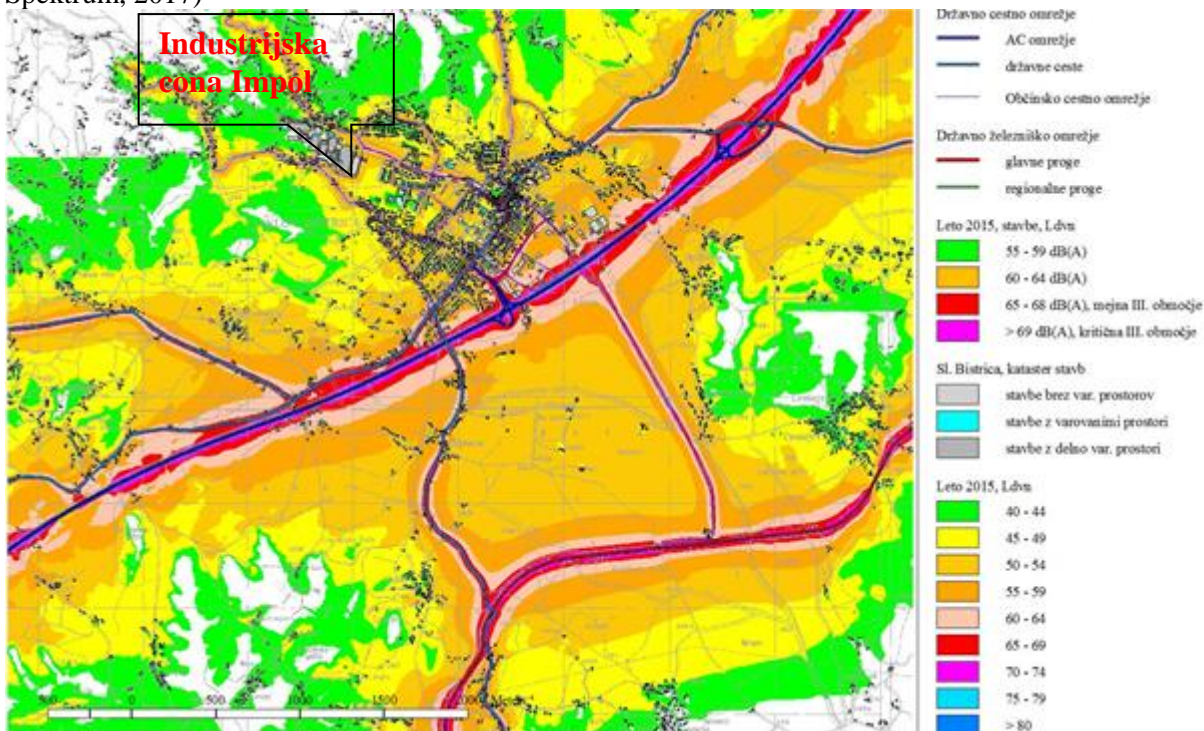 Spektrum, 2017)
Industrijska
cona Impol
Državno cestno omrežje
AC omrežje
državne ceste
Občinsko cestno omrežje
Državno železniško omrežje
glavne proge
regionalne proge
Leto 2015, stavbe, Ldvn
55 - 59 dB(A)
60 - 64 dB(A)
65 - 68 dB(A), mejna III. območje
> 69 dB(A), kritična III. območje
Sl. Bistrica, kataster stavb
stavbe brez var. prostorov
stavbe z varovanimi prostori
stavbe z delno var. prostori
Leto 2015, Ldvn
40 - 44
45 - 49
50 - 54
55 - 59
60 - 64
65 - 69
70 - 74
75 - 79
> 80
500 0 500 1000 1500